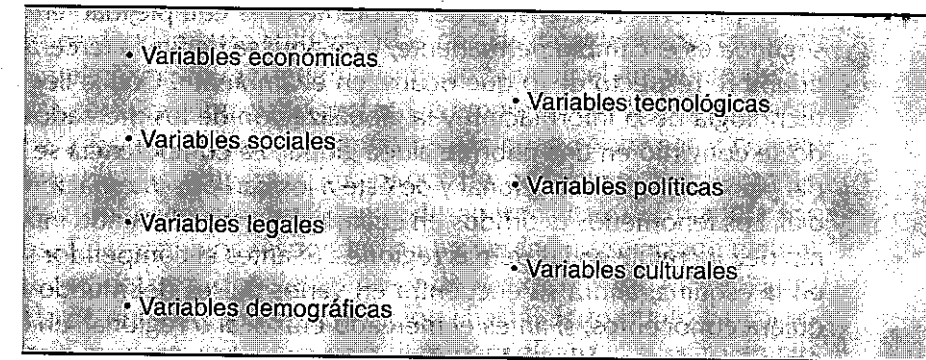 • Variables económicas
• Variables tecnológicas
• Variables sociales
• Variables políticas
• Variables legales
• Variables culturales
• Variables demográficas